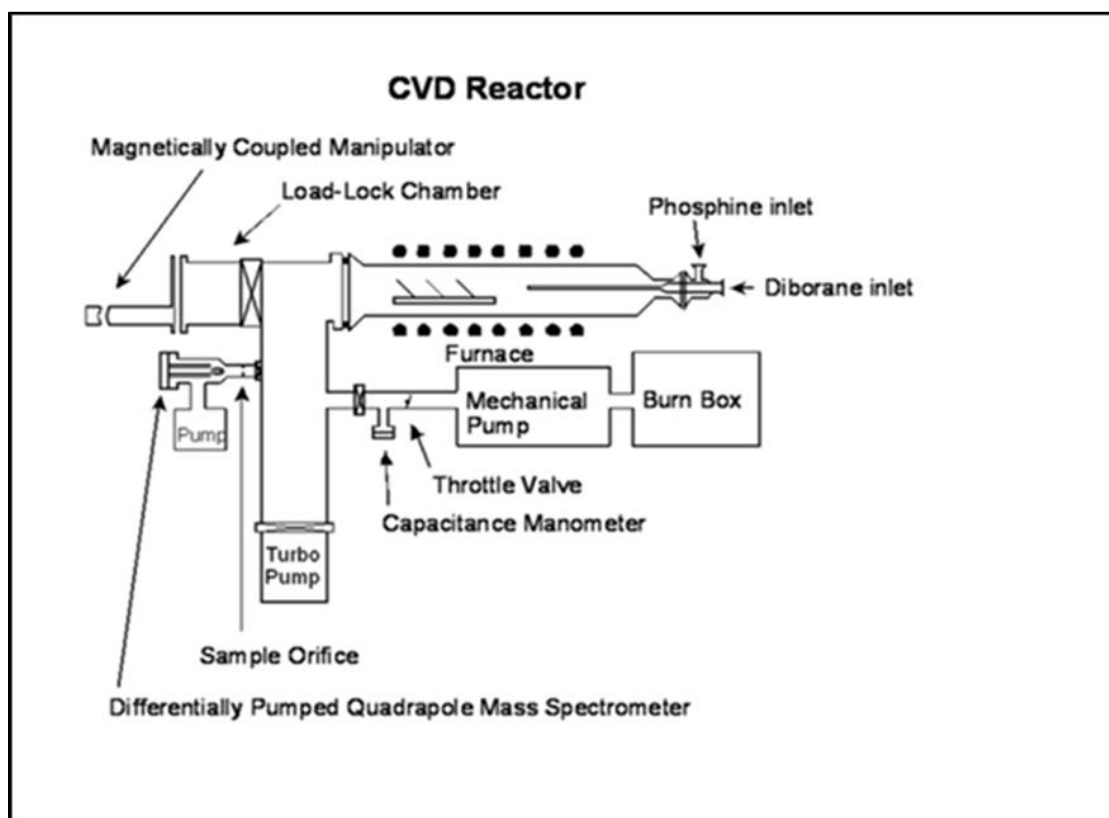 CVD Reactor
Magnetically Coupled Manipulator
Load-Lock Chamber
Phosphine inlet
Diborane inlet
Furnace
Mechanical
Pump
Burn Box
Pump
Throttle Valve
Capacitance Manometer
Turbo
Pump
Sample Orifice
Differentially Pumped Quadrapole Mass Spectrometer